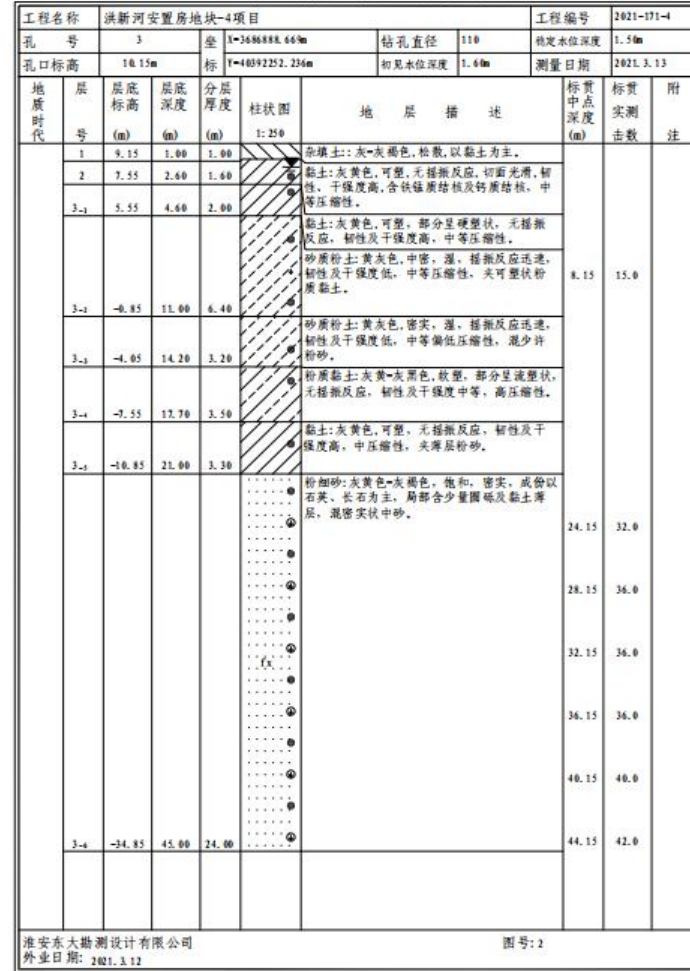 工程名称 洪新河安置房地块-4项目 工程编号 2021-171-4
孔号 3 坐标 X=3686888.669m 钻孔直径 110 稳定水位深度 1.50m
孔口标高 10.15m Y=40392252.236m 初见水位深度 1.60m 测量日期 2021.3.13
地质时代 层号 层底标高(m) 层底深度(m) 分层厚度(m) 柱状图 1:250 地层描述 标贯中点深度(m) 标贯实测击数 附注
1 9.15 1.00 1.00
杂填土::灰-灰褐色,松散,以黏土为主。
2 7.55 2.60 1.60
黏土:灰黄色,可塑,无摇振反应,切面光滑,韧
性、干强度高,含铁锰质结核及钙质结核,中
等压缩性。
3-1 5.55 4.60 2.00
黏土:灰黄色,可塑,部分呈硬塑状,无摇振
反应,韧性及干强度高,中等压缩性。
砂质粉土:黄灰色,中密,湿,摇振反应迅速,
韧性及干强度低,中等压缩性,夹可塑状粉
质黏土。
8.15 15.0
3-2 -0.85 11.00 6.40
砂质粉土:黄灰色,密实,湿,摇振反应迅速,
韧性及干强度低,中等偏低压缩性,混少许
粉砂。
3-3 -4.05 14.20 3.20
粉质黏土:灰黄-灰黑色,软塑,部分呈流塑状,
无摇振反应,韧性及干强度中等,高压缩性。
3-4 -7.55 17.70 3.50
黏土:灰黄色,可塑,无摇振反应,韧性及干
强度高,中压缩性,夹薄层粉砂。
3-5 -10.85 21.00 3.30
粉细砂:灰黄色-灰褐色,饱和,密实,成份以
石英、长石为主,局部含少量圆砾及黏土薄
层,混密实状中砂。
24.15 32.0
28.15 36.0
32.15 36.0
fx
36.15 36.0
40.15 40.0
44.15 42.0
3-6 -34.85 45.00 24.00
淮安东大勘测设计有限公司 图号:2
外业日期: 2021.3.12